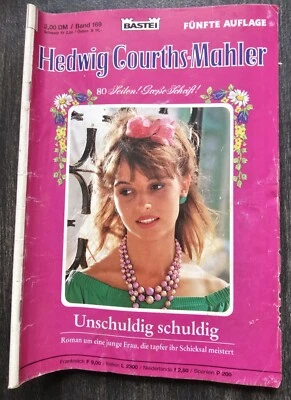 2,00 DM / Band 169
BASTEI
FÜNFTE AUFLAGE
Hedwig Courths-Mahler
80 Seiten! Große Schrift!
Unschuldig schuldig
Roman um eine junge Frau, die tapfer ihr Schicksal meistert